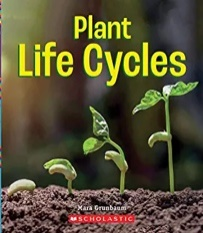 Plant
Life Cycles
Mara Grunbaum
SCHOLASTIC